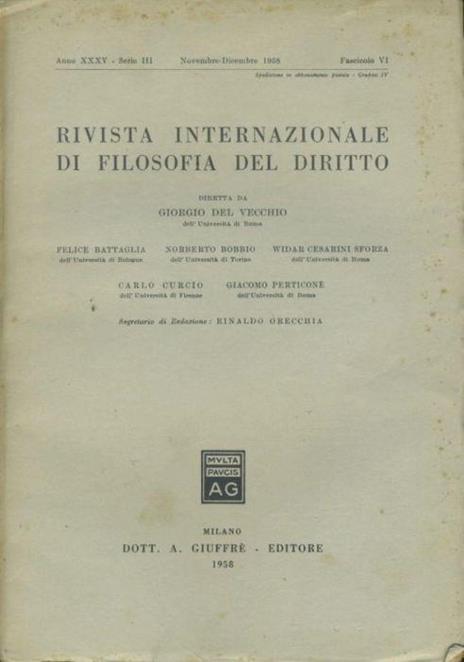 Anno XXXV - Serie III Novembre-Dicembre 1958 Fascicolo VI
Spedizione in abbonamento postale - Gruppo IV
RIVISTA INTERNAZIONALE
DI FILOSOFIA DEL DIRITTO
DIRETTA DA
GIORGIO DEL VECCHIO
dell'Università di Roma
FELICE BATTAGLIA NORBERTO BOBBIO WIDAR CESARINI SFORZA
dell'Università di Bologna dell'Università di Torino dell'Università di Roma
CARLO CURCIO GIACOMO PERTICONE
dell'Università di Firenze dell'Università di Roma
Segretario di Redazione: RINALDO ORECCHIA
MVLTA
PAVCIS
AG
MILANO
DOTT. A. GIUFFRÈ - EDITORE
1958